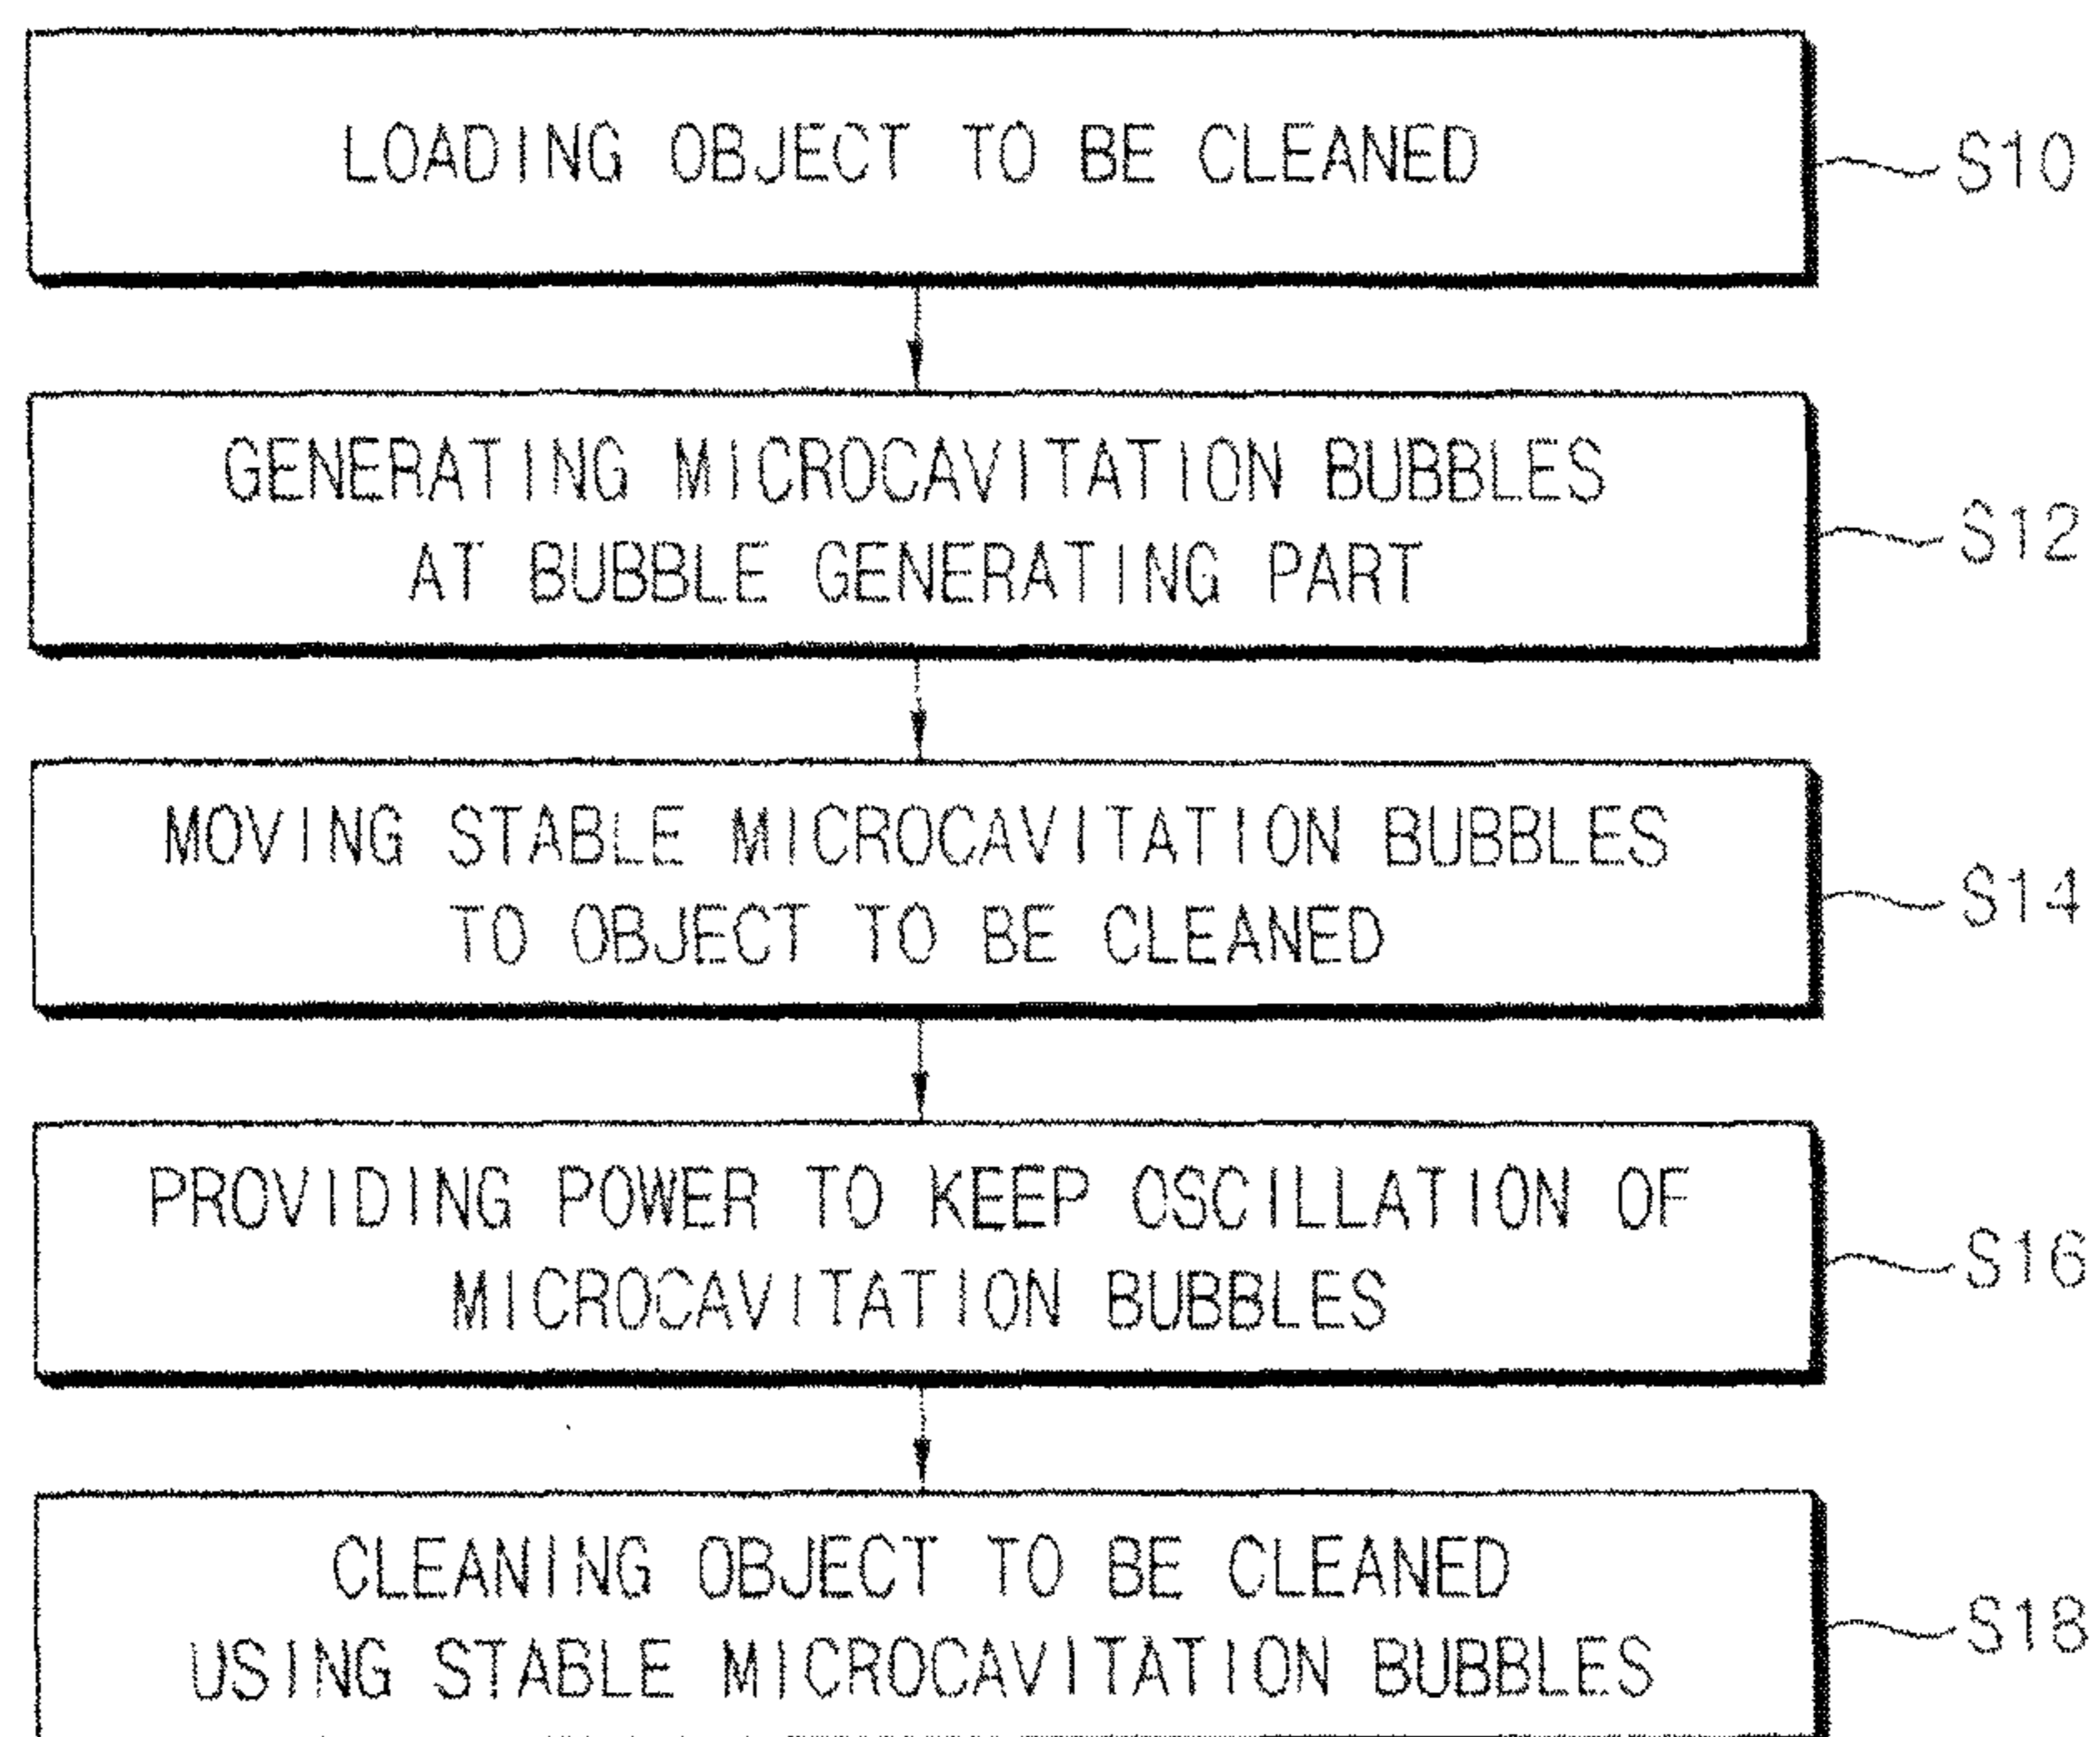 LOADING OBJECT TO BE CLEANED
S10
GENERATING MICROCAVITATION BUBBLES
AT BUBBLE GENERATING PART
S12
MOVING STABLE MICROCAVITATION BUBBLES
TO OBJECT TO BE CLEANED
S14
PROVIDING POWER TO KEEP OSCILLATION OF
MICROCAVITATION BUBBLES
S16
CLEANING OBJECT TO BE CLEANED
USING STABLE MICROCAVITATION BUBBLES
S18